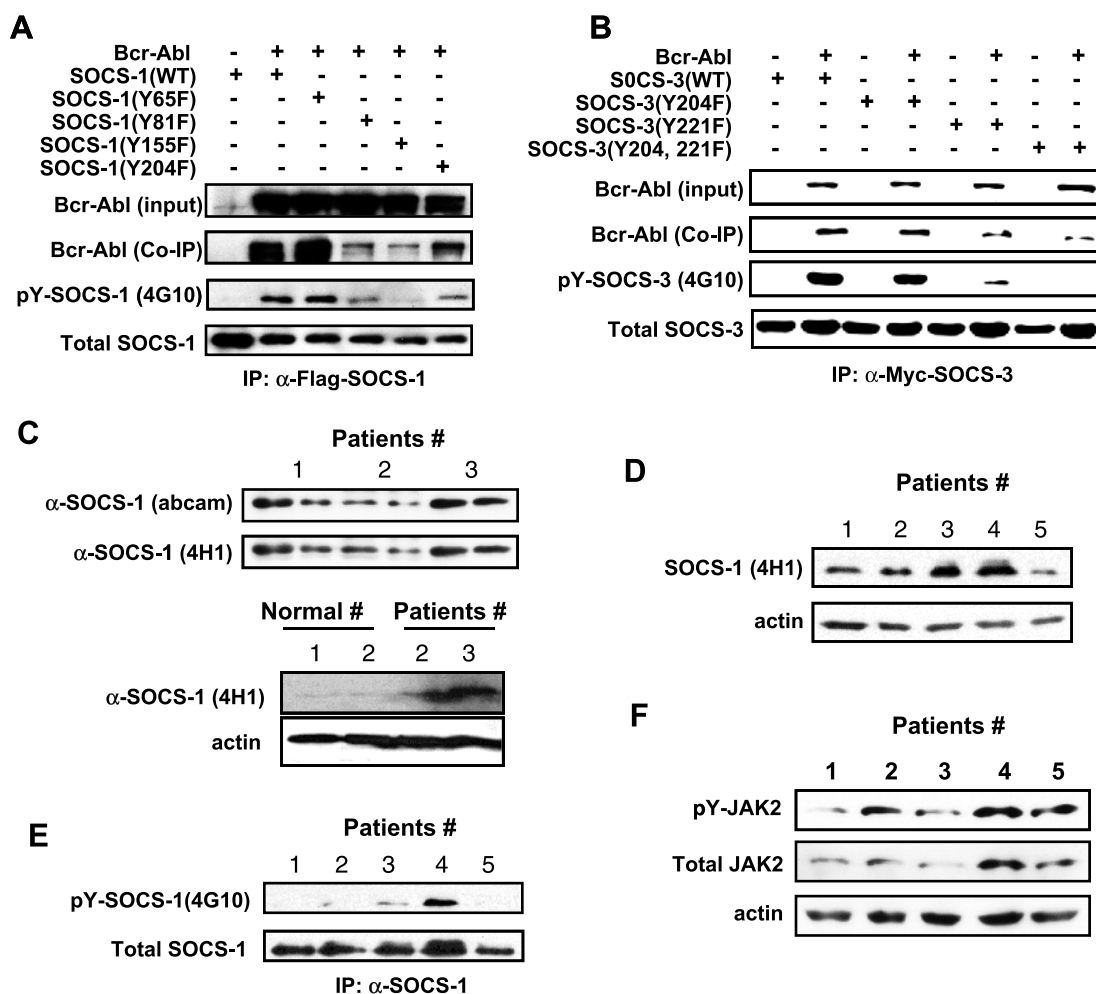 A
Bcr-Abl - + + + + +
SOCS-1(WT) + + - - - -
SOCS-1(Y65F) - - + - - -
SOCS-1(Y81F) - - - + - -
SOCS-1(Y155F) - - - - + -
SOCS-1(Y204F) - - - - - +
Bcr-Abl (input)
Bcr-Abl (Co-IP)
pY-SOCS-1 (4G10)
Total SOCS-1
IP: α-Flag-SOCS-1
B
Bcr-Abl - + - + - + - +
S0CS-3(WT) + + - - - - - -
SOCS-3(Y204F) - - + + - - - -
SOCS-3(Y221F) - - - - + + - -
SOCS-3(Y204, 221F) - - - - - - + +
Bcr-Abl (input)
Bcr-Abl (Co-IP)
pY-SOCS-3 (4G10)
Total SOCS-3
IP: α-Myc-SOCS-3
C
Patients #
1 2 3
α-SOCS-1 (abcam)
α-SOCS-1 (4H1)
Normal # Patients #
1 2 2 3
α-SOCS-1 (4H1)
actin
D
Patients #
1 2 3 4 5
SOCS-1 (4H1)
actin
E
Patients #
1 2 3 4 5
pY-SOCS-1(4G10)
Total SOCS-1
IP: α-SOCS-1
F
Patients #
1 2 3 4 5
pY-JAK2
Total JAK2
actin